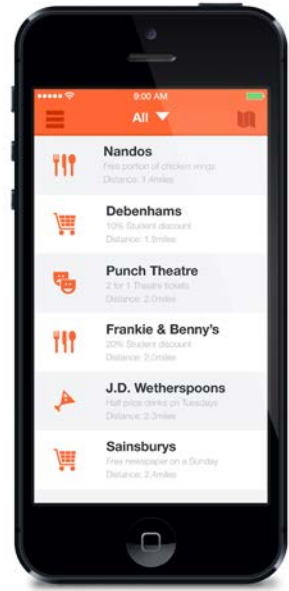 9:00 AM
All
Nandos
Free portion of chicken wings
Distance: 1.4miles
Debenhams
10% Student discount
Distance: 1.9miles
Punch Theatre
2 for 1 Theatre tickets
Distance: 2.0miles
Frankie & Benny's
20% Student discount
Distance: 2.0miles
J.D. Wetherspoons
Half price drinks on Tuesdays
Distance: 2.3miles
Sainsburys
Free newspaper on a Sunday
Distance: 2.4miles